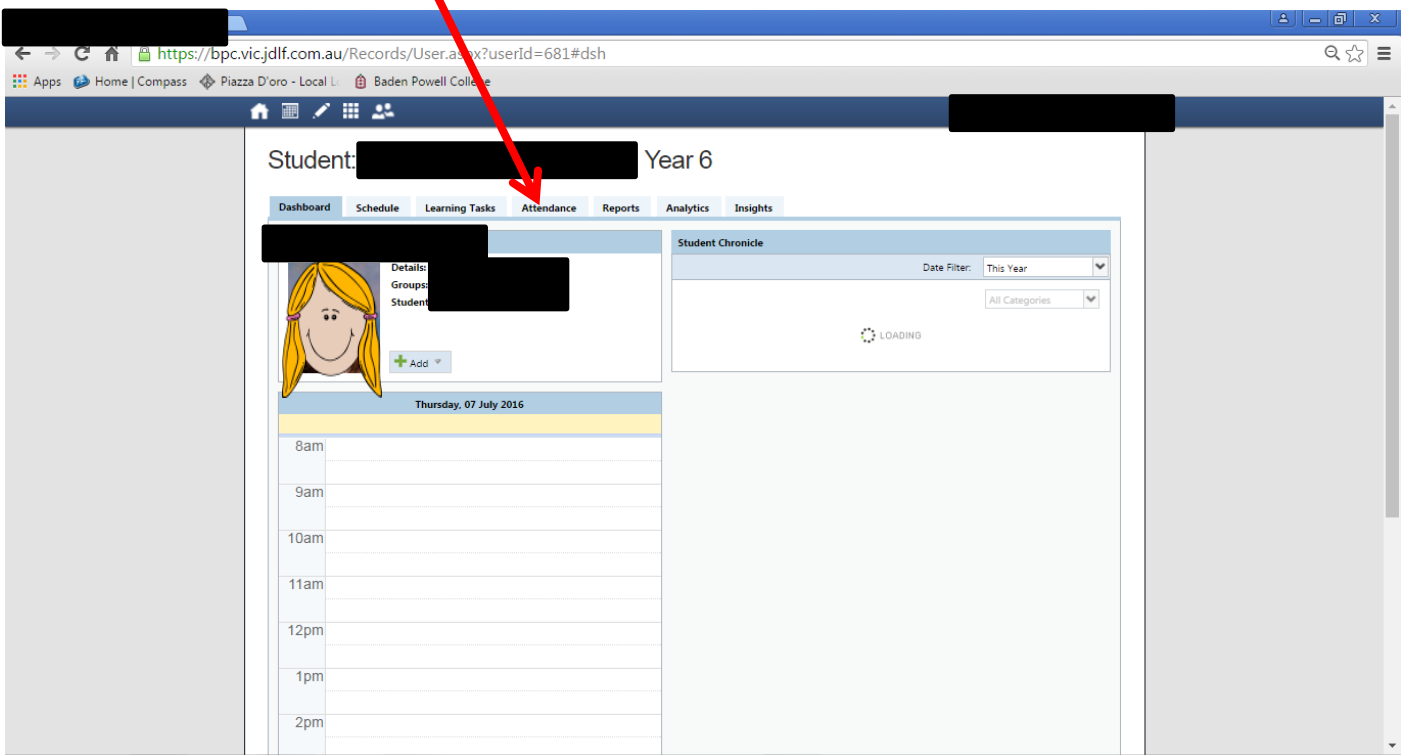 https://bpc.vic.jdlf.com.au/Records/User.aspx?userId=681#dsh
Apps Home | Compass Piazza D'oro - Local Lo Baden Powell College
Student: Year 6
Dashboard Schedule Learning Tasks Attendance Reports Analytics Insights
Student Chronicle
Details:
Date Filter: This Year
Groups:
Student
All Categories
LOADING
Add
Thursday, 07 July 2016
8am
9am
10am
11am
12pm
1pm
2pm